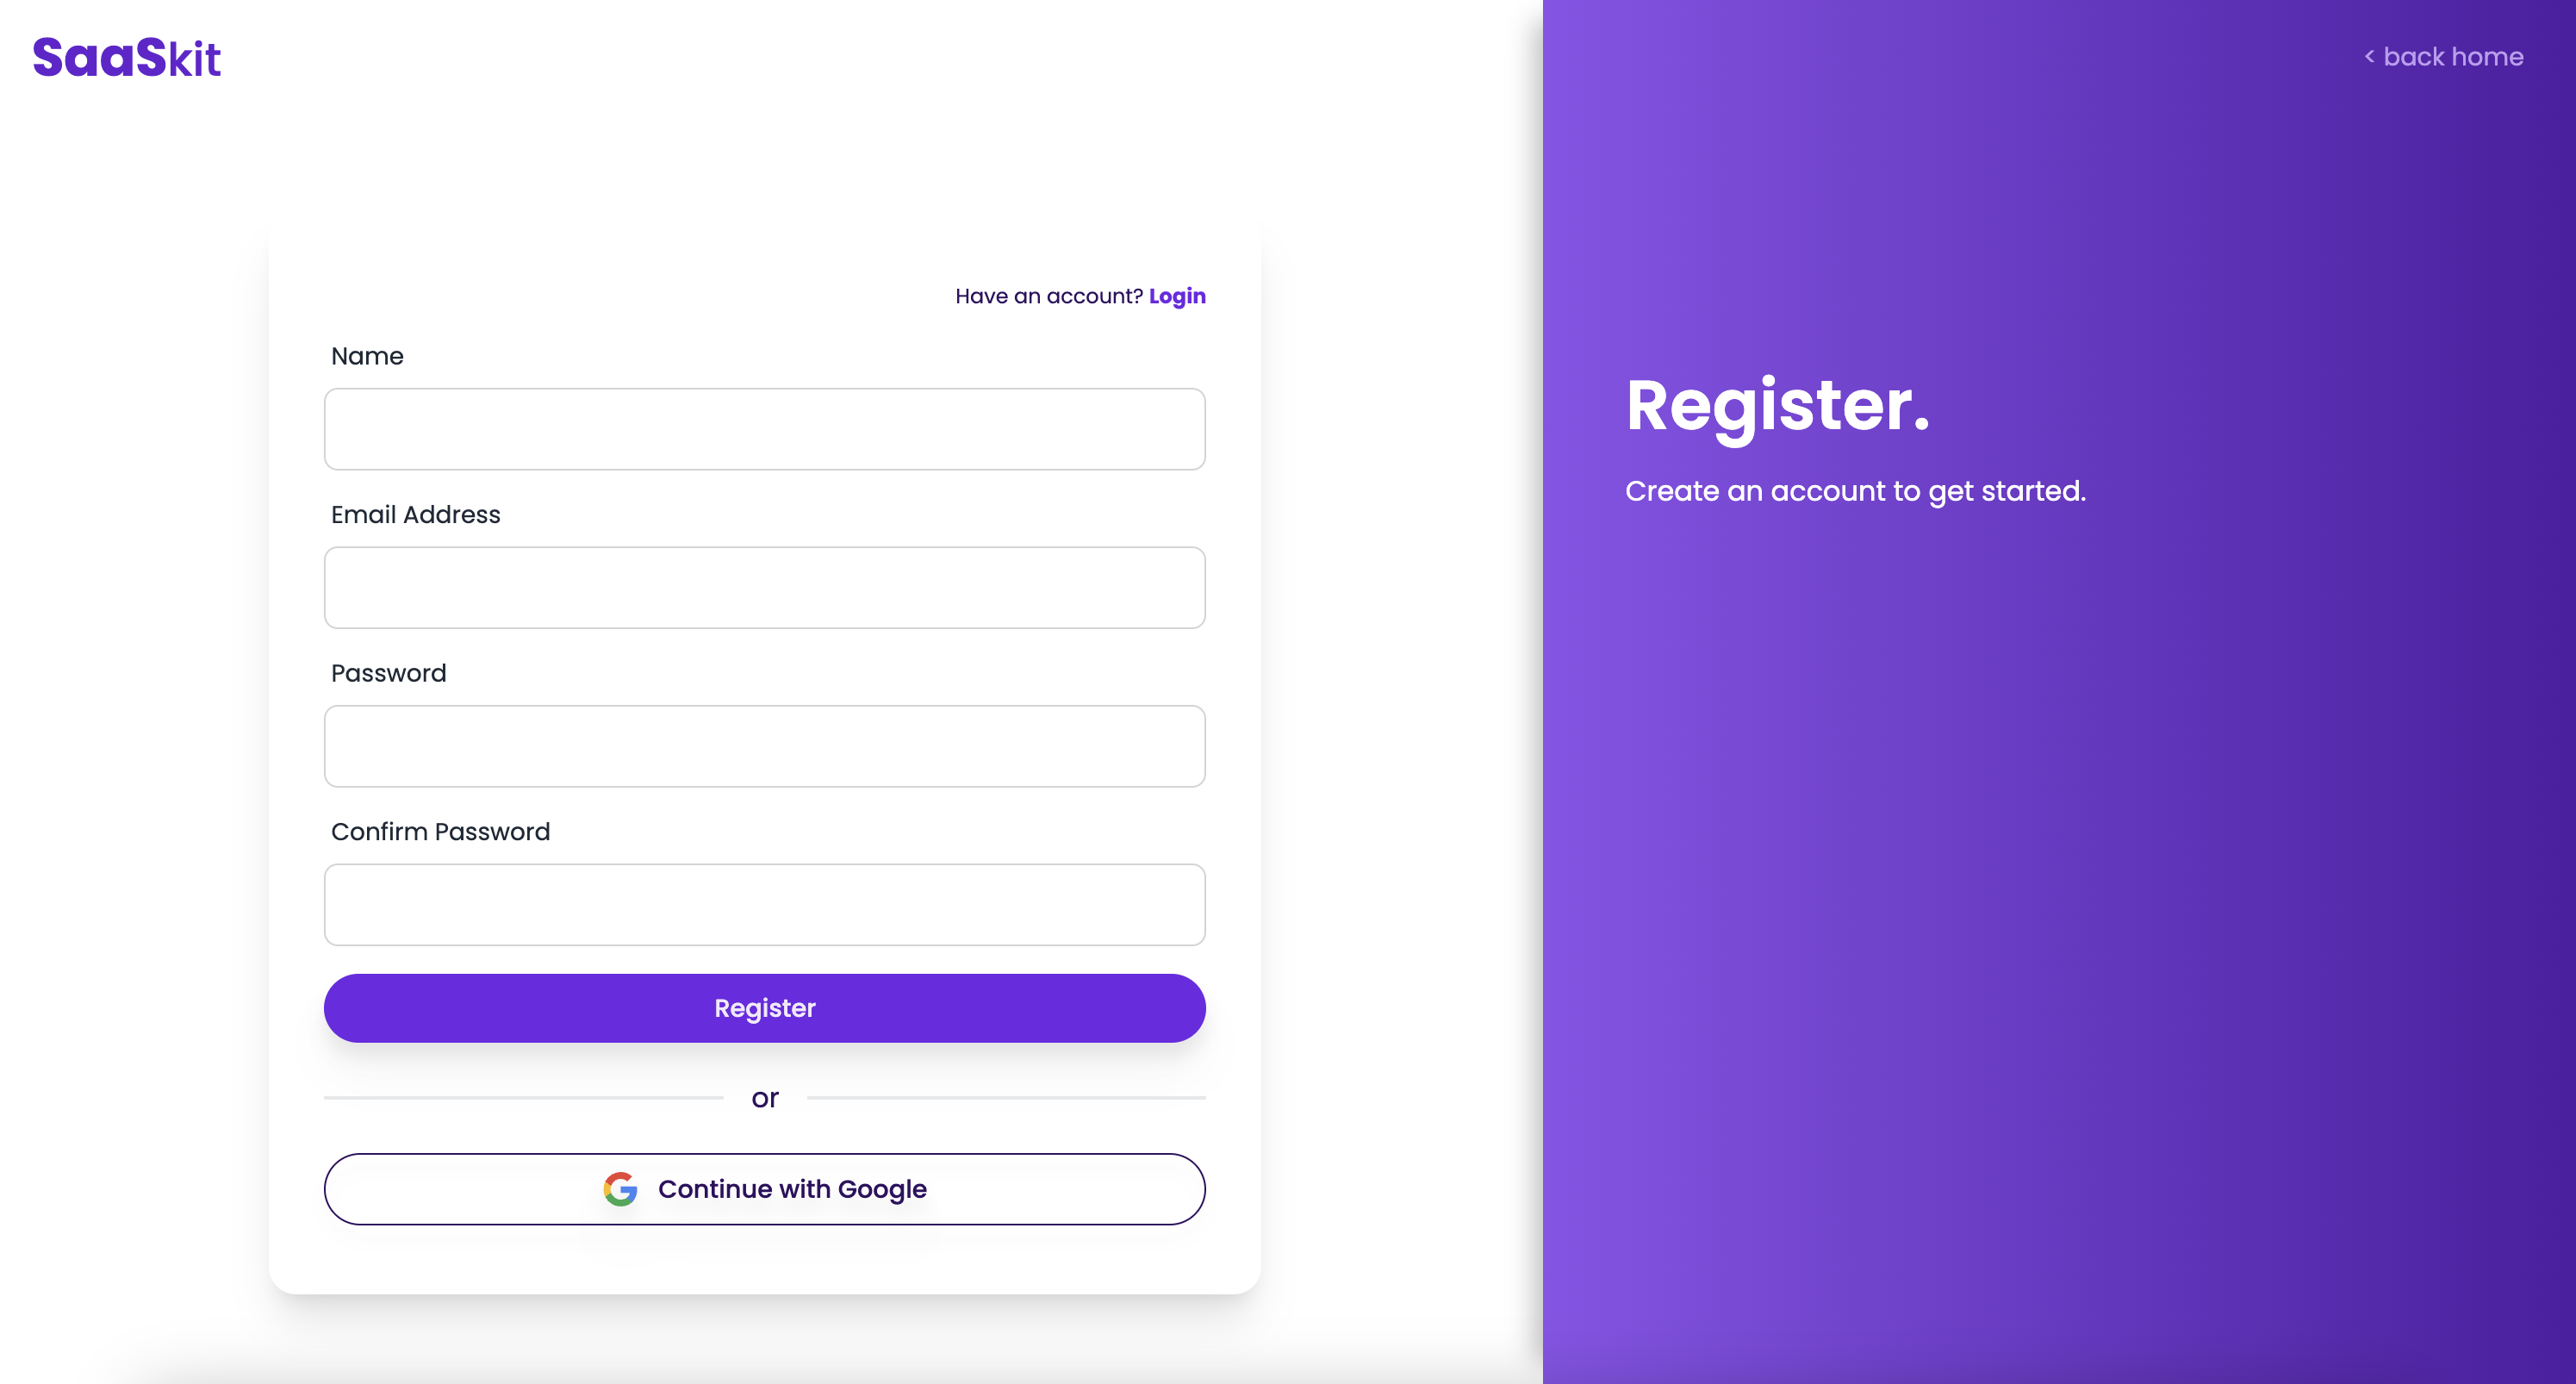 SaaSkit
< back home
Have an account? Login
Name
Email Address
Password
Confirm Password
Register
or
Continue with Google
Register.
Create an account to get started.